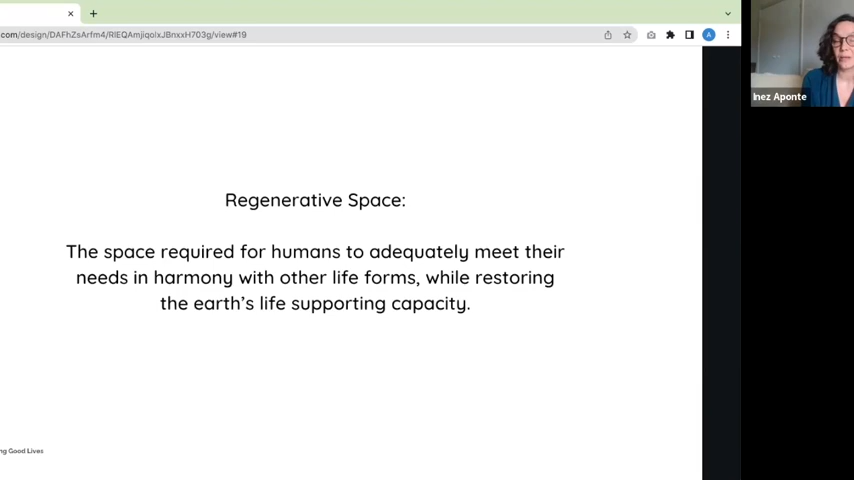 .com/design/DAFhZsArfm4/RlEQAmjiqolxJBnxxH703g/view#19
A
Inez Aponte
Regenerative Space:
The space required for humans to adequately meet their
needs in harmony with other life forms, while restoring
the earth's life supporting capacity.
ng Good Lives